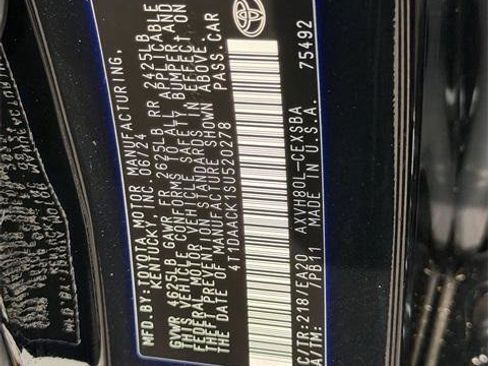 MFD.BY:TOYOTA MOTOR MANUFACTURING,
KENTUCKY, INC. 06/24
GVWR 4625LB GAWR FR 2625LB RR 2425LB
THIS VEHICLE CONFORMS TO ALL APPLICABLE
FEDERAL MOTOR VEHICLE SAFETY, BUMPER, AND
THEFT PREVENTION STANDARDS IN EFFECT ON
THE DATE OF MANUFACTURE SHOWN ABOVE.
4T1DAACK1SU520278 PASS.CAR
C/TR:218/EA20 AXVH80L-CEXSBA
A/TM: /PB11 MADE IN U.S.A. 75492